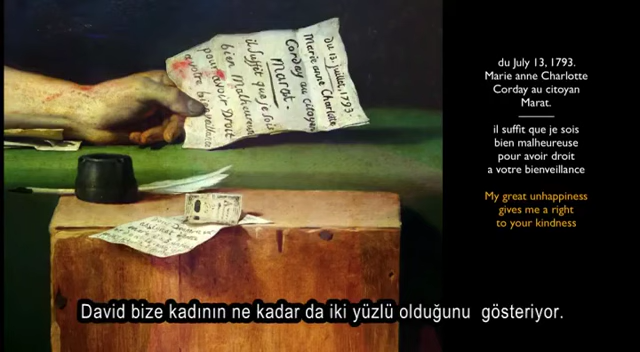 du 13. juillet, 1793.
Marie anne Charlotte
Corday au citoyen
Marat.
il suffit que je sois
bien Malheureuse
pour avoir Droit
a votre bienveillance
du July 13, 1793.
Marie anne Charlotte
Corday au citoyan
Marat.
il suffit que je sois
bien malheureuse
pour avoir droit
a votre bienveillance
My great unhappiness
gives me a right
to your kindness
David bize kadının ne kadar da iki yüzlü olduğunu gösteriyor.